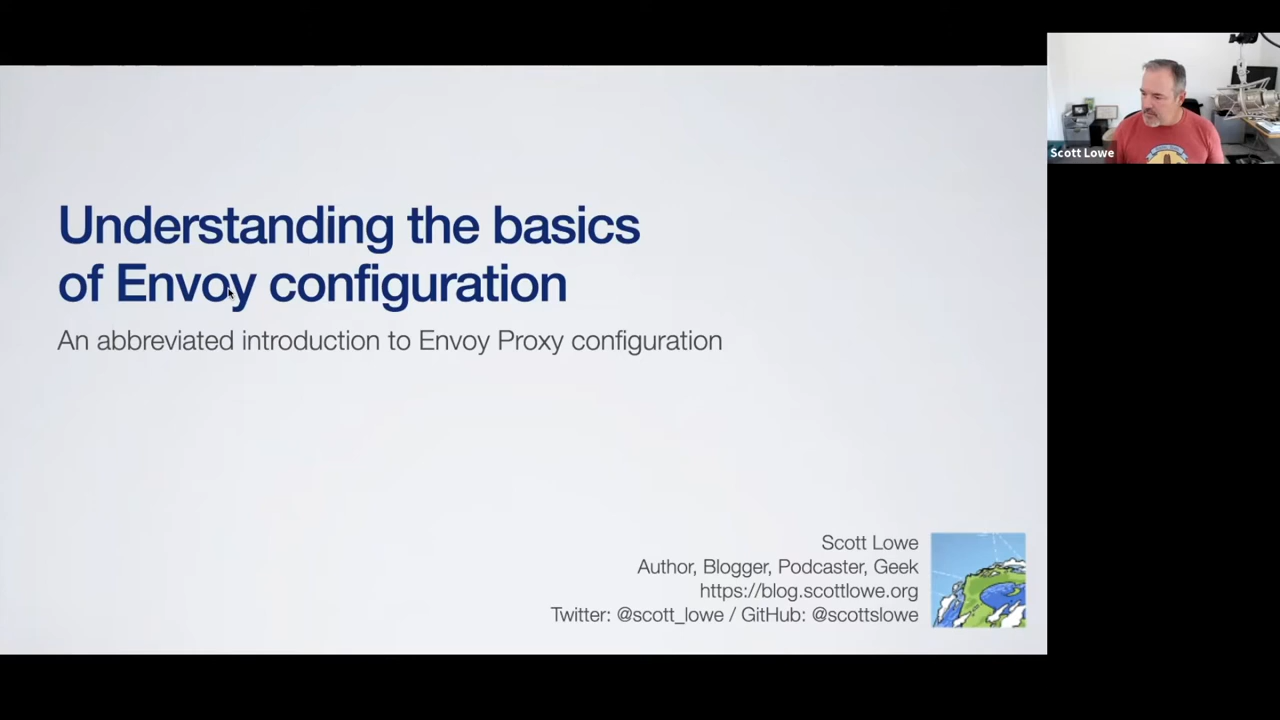 Understanding the basics
of Envoy configuration
An abbreviated introduction to Envoy Proxy configuration
Scott Lowe
Author, Blogger, Podcaster, Geek
https://blog.scottlowe.org
Twitter: @scott_lowe / GitHub: @scottslowe
Scott Lowe